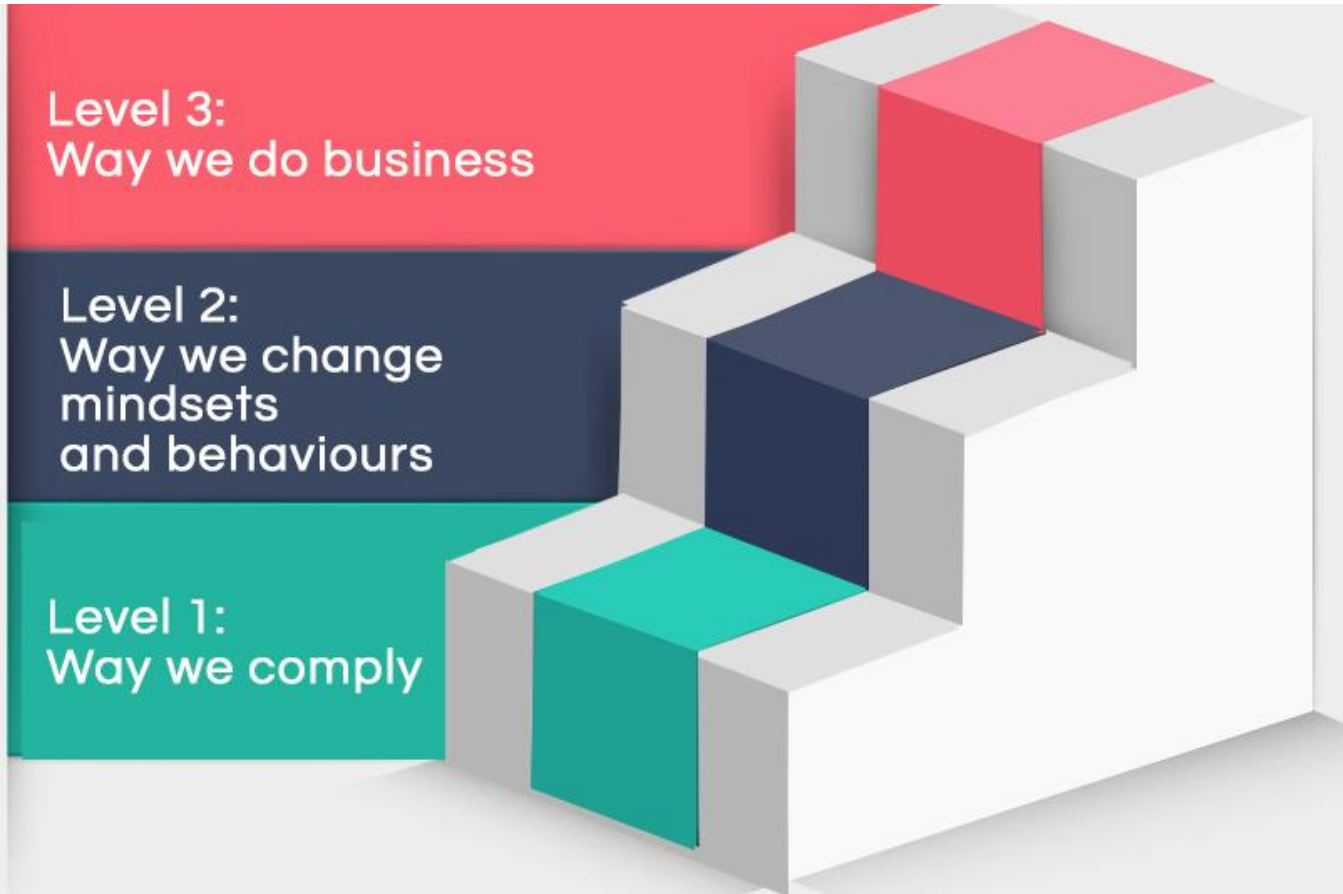 Level 3:
Way we do business
Level 2:
Way we change
mindsets
and behaviours
Level 1:
Way we comply